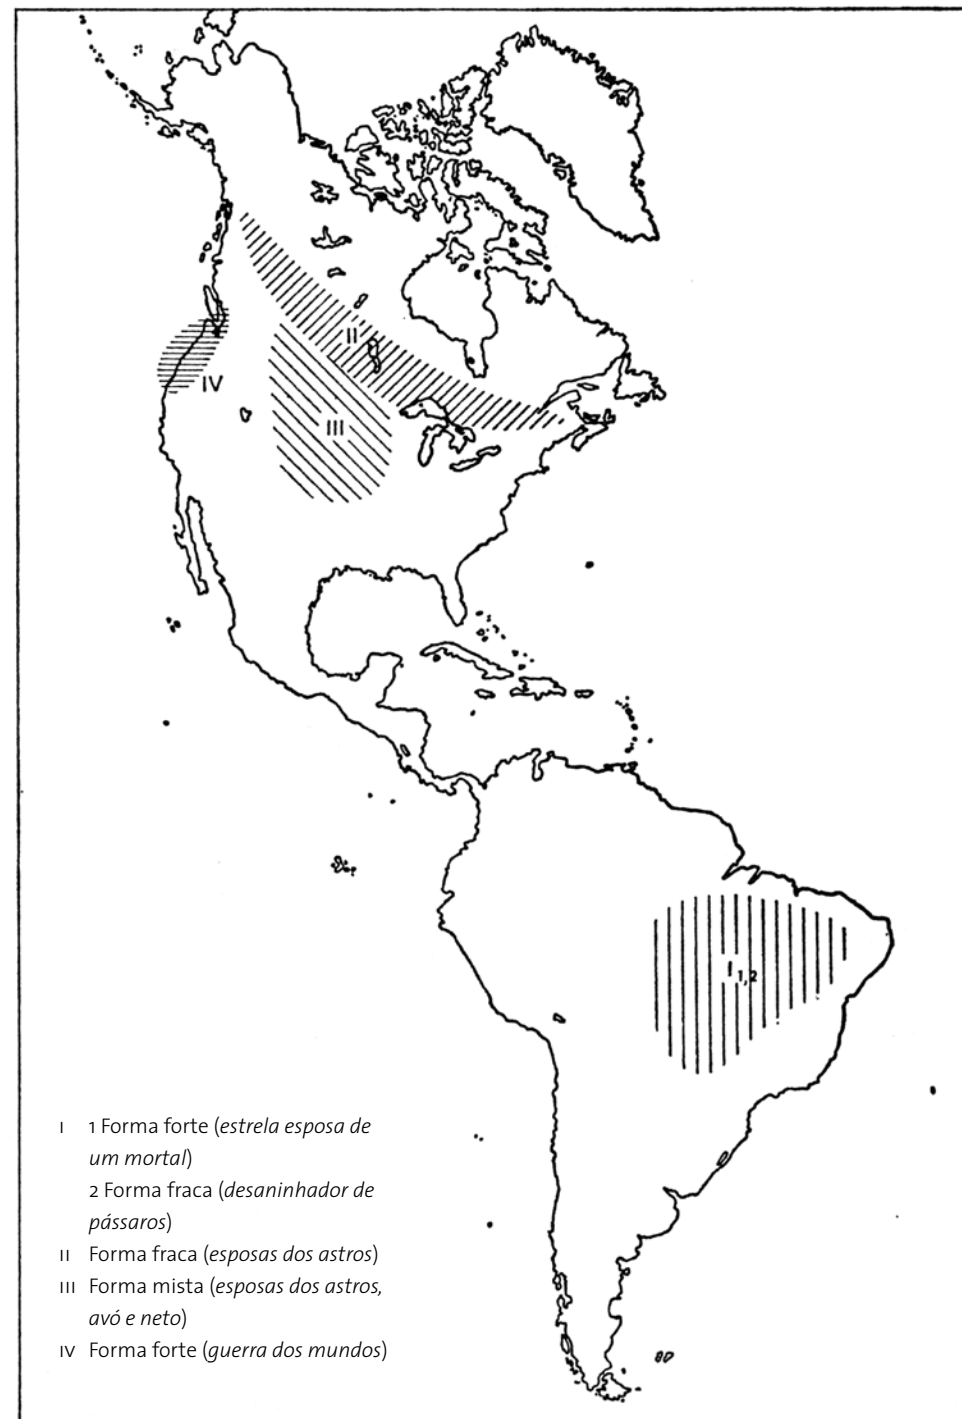 II
IV
III
I 1,2
I 1 Forma forte (estrela esposa de
um mortal)
2 Forma fraca (desaninhador de
pássaros)
II Forma fraca (esposas dos astros)
III Forma mista (esposas dos astros,
avó e neto)
IV Forma forte (guerra dos mundos)